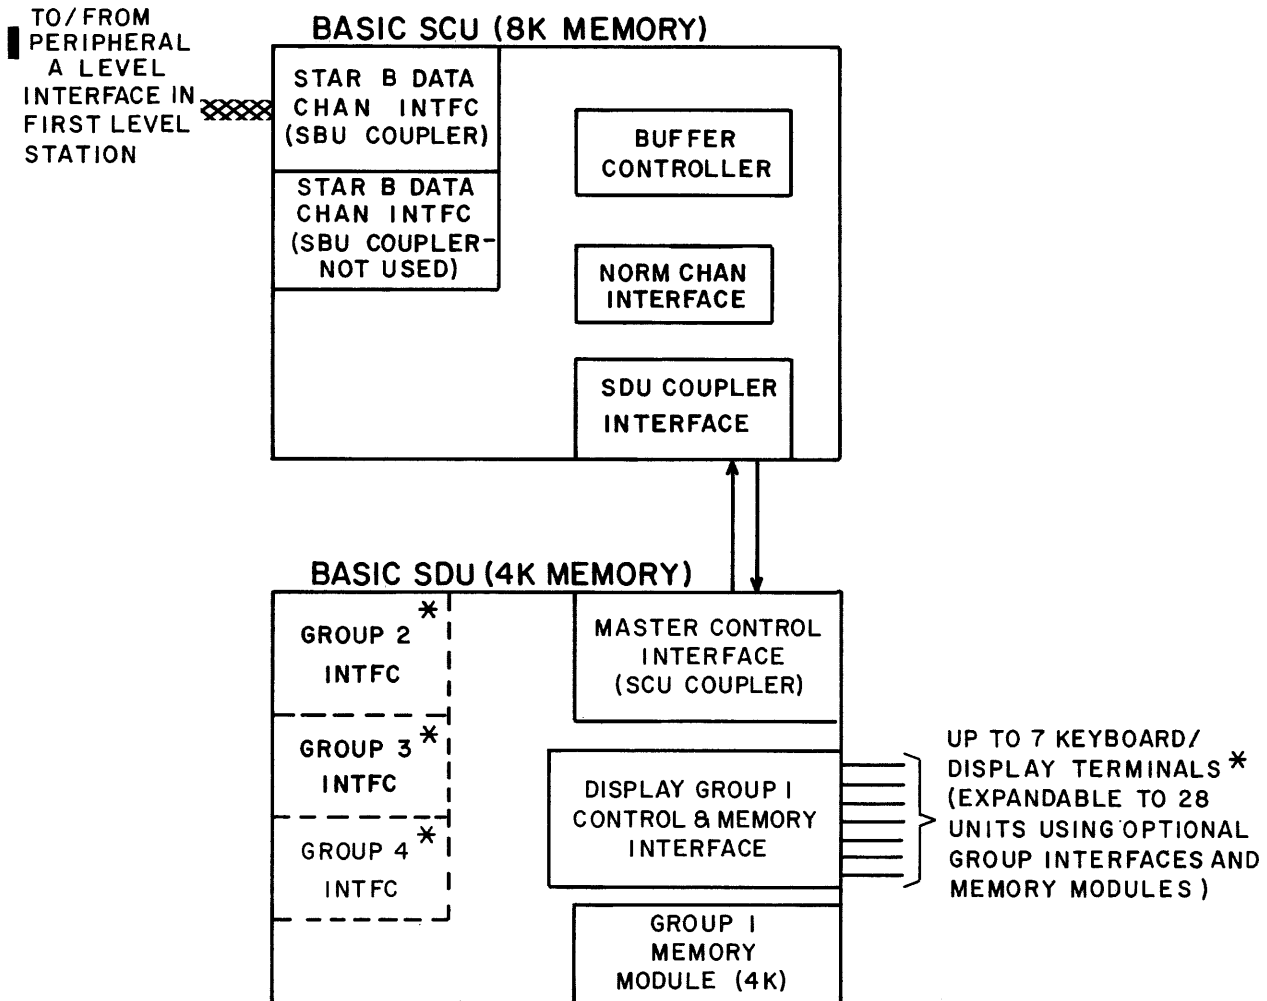 TO/FROM
PERIPHERAL
A LEVEL
INTERFACE IN
FIRST LEVEL
STATION
BASIC SCU (8K MEMORY)
STAR B DATA
CHAN INTFC
(SBU COUPLER)
STAR B DATA
CHAN INTFC
(SBU COUPLER-
NOT USED)
BUFFER
CONTROLLER
NORM CHAN
INTERFACE
SDU COUPLER
INTERFACE
BASIC SDU (4K MEMORY)
GROUP 2 *
INTFC
GROUP 3 *
INTFC
GROUP 4 *
INTFC
MASTER CONTROL
INTERFACE
(SCU COUPLER)
DISPLAY GROUP I
CONTROL & MEMORY
INTERFACE
GROUP I
MEMORY
MODULE (4K)
UP TO 7 KEYBOARD/
DISPLAY TERMINALS *
(EXPANDABLE TO 28
UNITS USING OPTIONAL
GROUP INTERFACES AND
MEMORY MODULES)